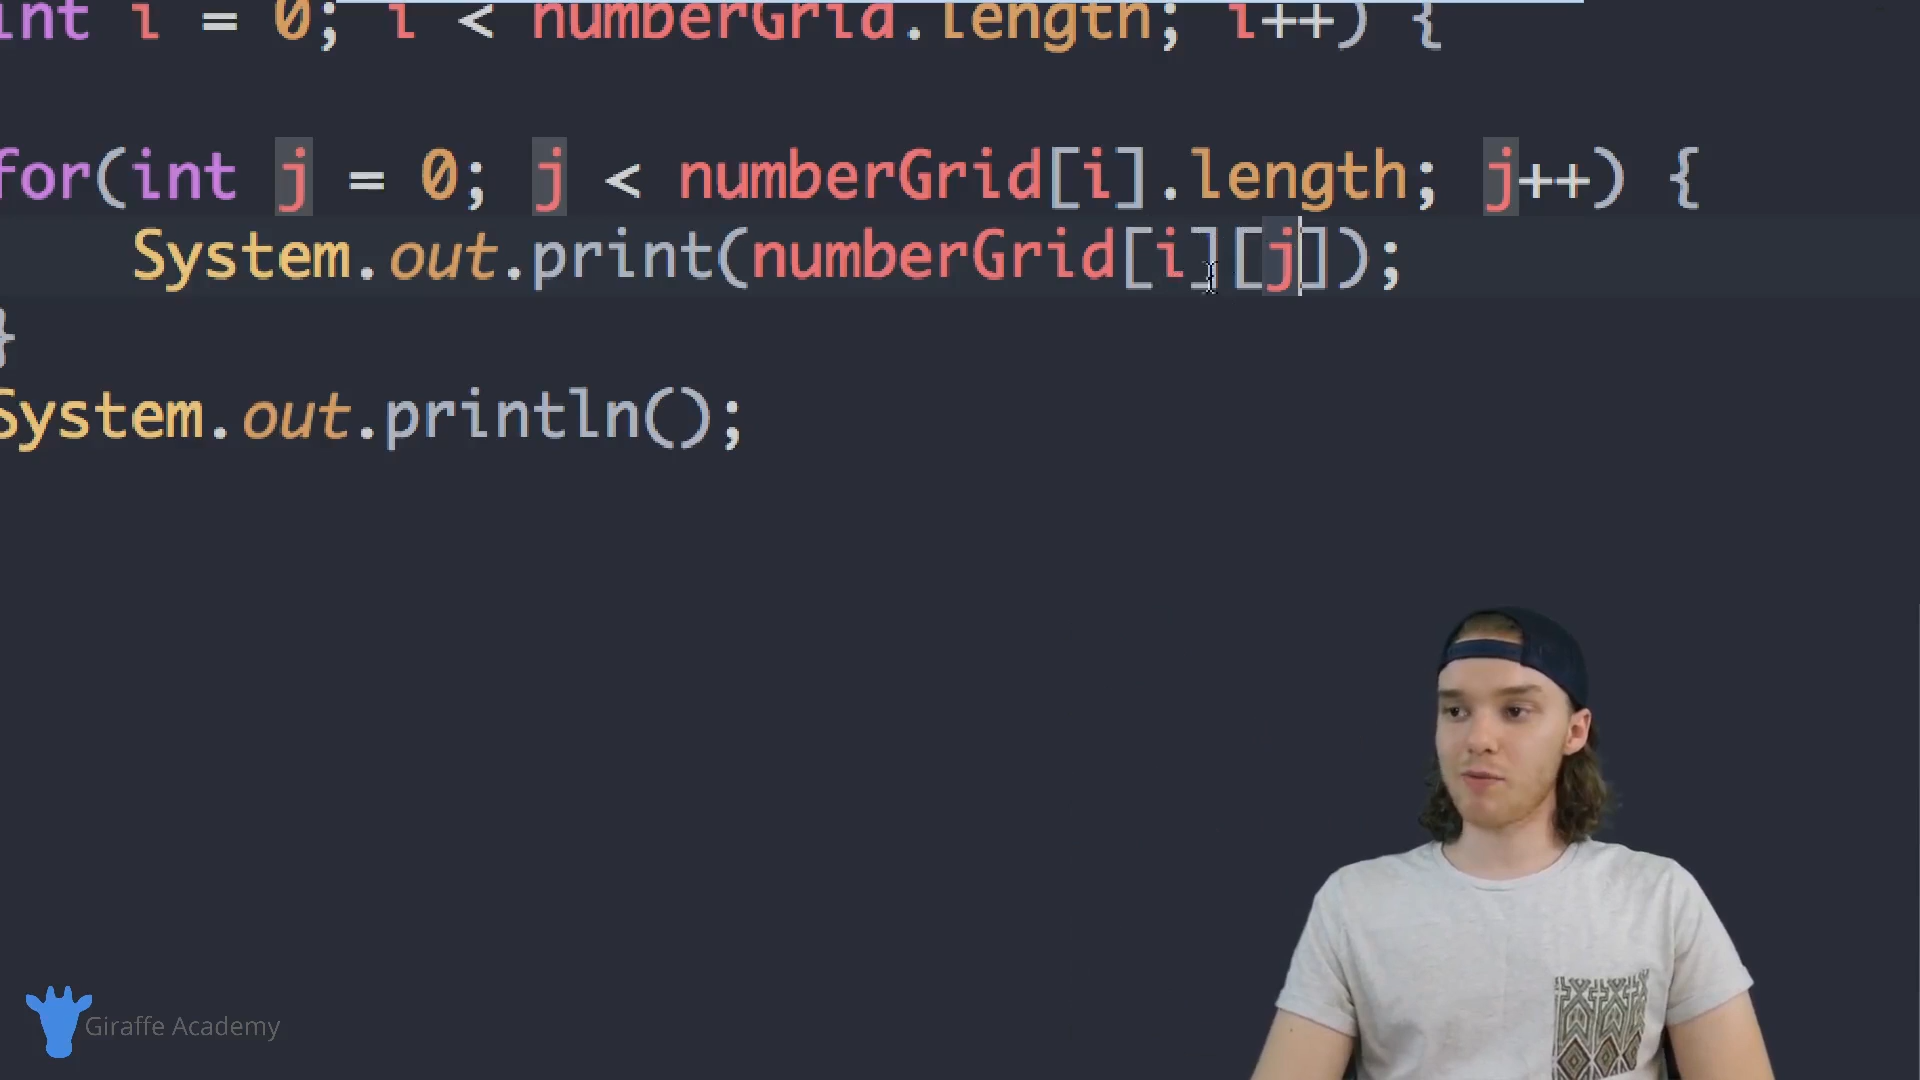 int i = 0; i < numberGrid.length; i++) {
for(int j = 0; j < numberGrid[i].length; j++) {
System.out.print(numberGrid[i][j]);
}
System.out.println();
Giraffe Academy